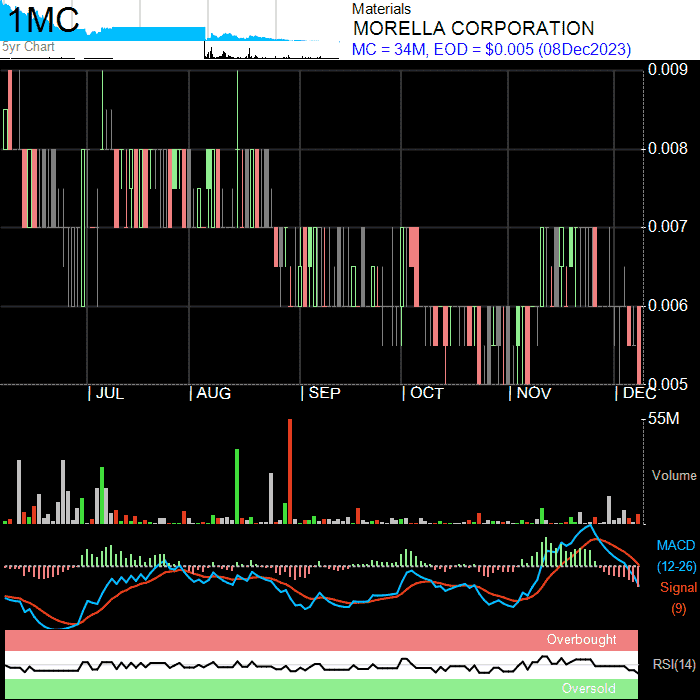 1MC
5yr Chart
Materials
MORELLA CORPORATION
MC = 34M, EOD = $0.005 (08Dec2023)
0.009
0.008
0.007
0.006
0.005
JUL AUG SEP OCT NOV DEC
55M
Volume
MACD
(12-26)
Signal
(9)
Overbought
RSI(14)
Oversold